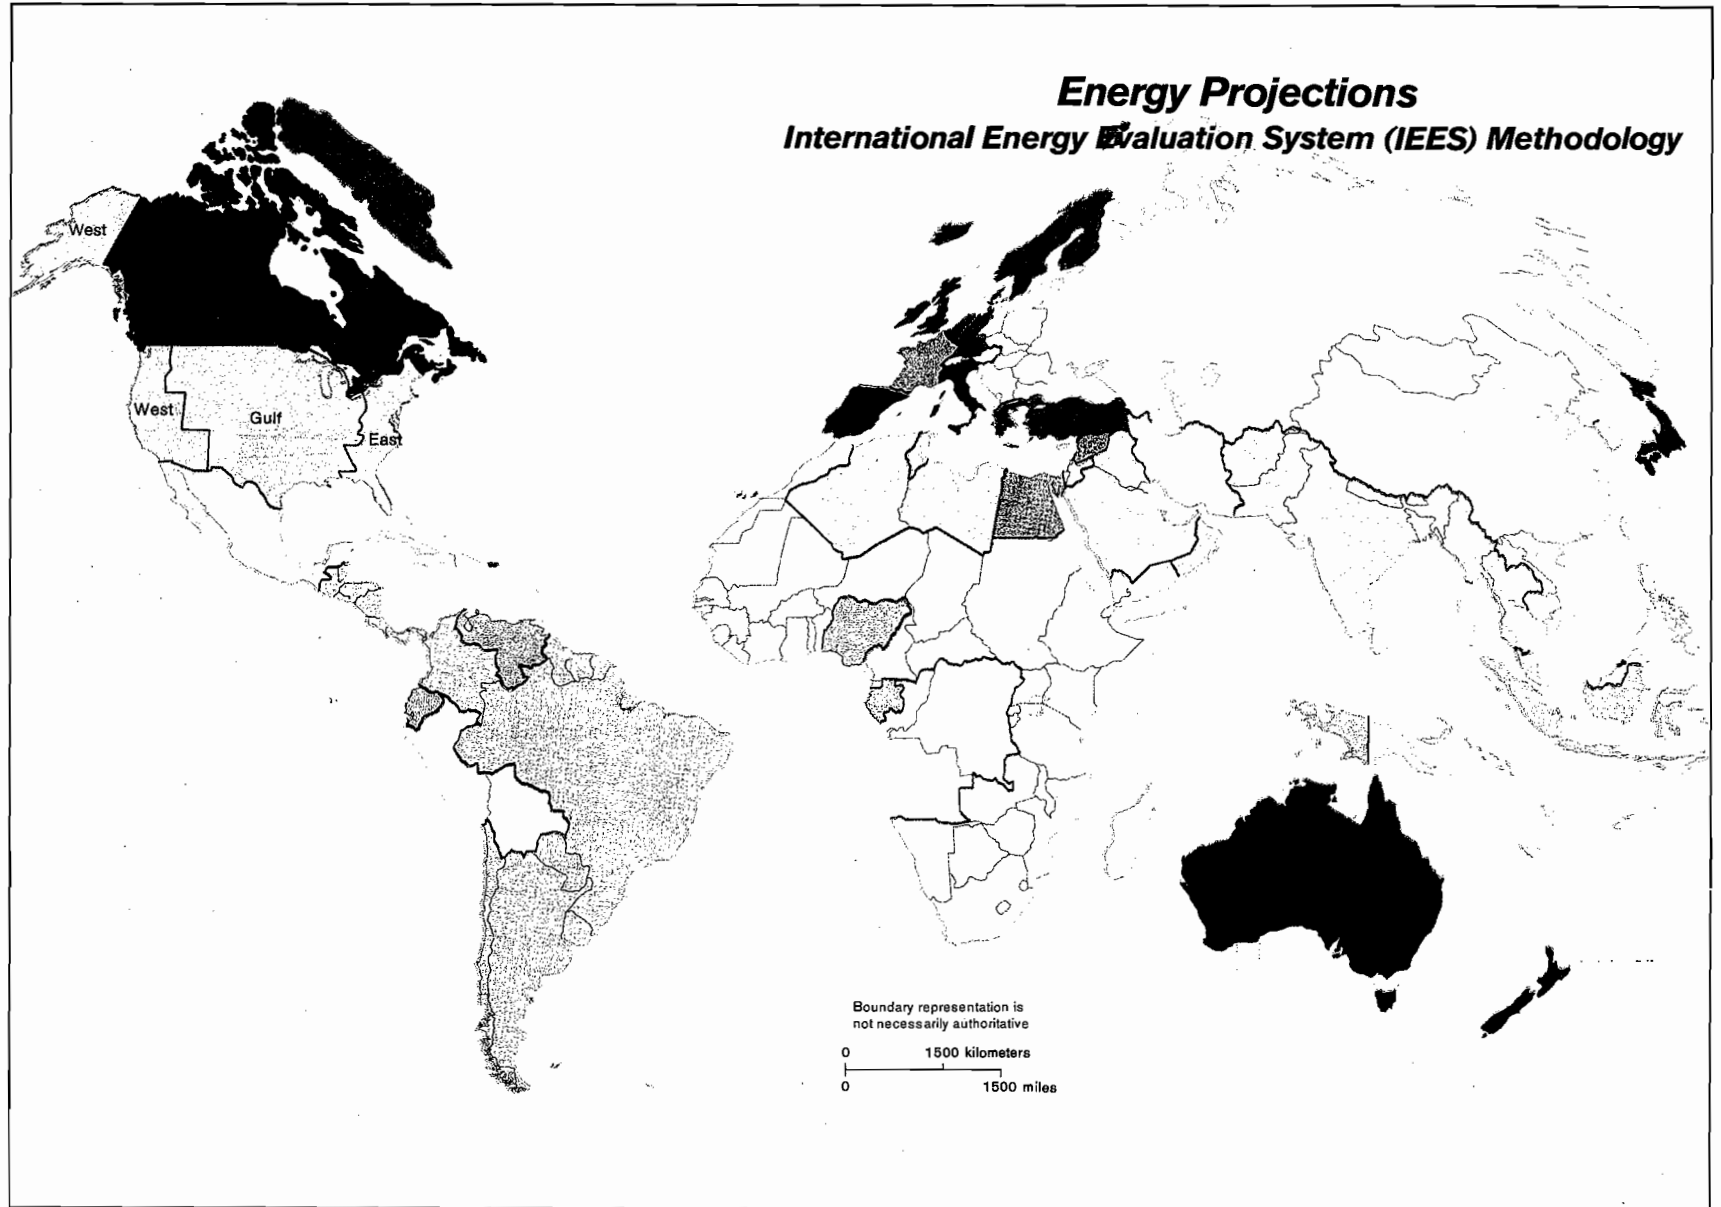 Energy Projections
International Energy Evaluation System (IEES) Methodology
West
West
Gulf
East
Boundary representation is
not necessarily authoritative
0 1500 kilometers
0 1500 miles